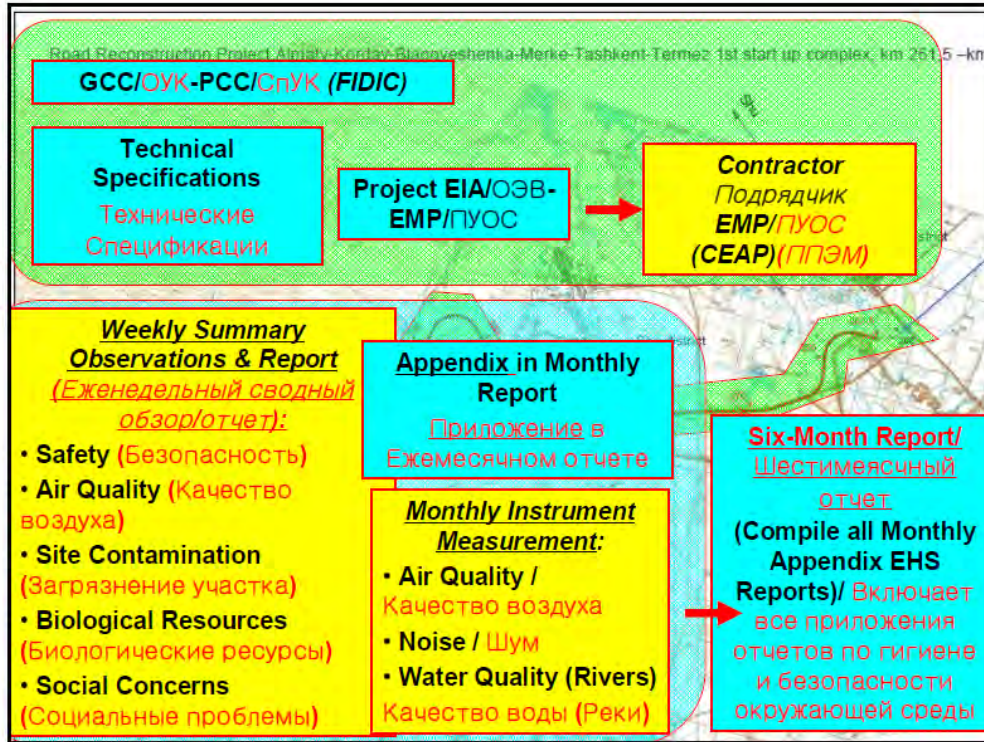 Road Reconstruction Project Almaty-Korday-Blagoveshenka-Merke-Tashkent-Termez 1st start up complex, km 261,5 –km
GCC/ОУК-PCC/СпУК (FIDIC)
Shu
Technical
Specifications
Технические
Спецификации
Project EIA/ОЭВ-
EMP/ПУОС
Contractor
Подрядчик
EMP/ПУОС
(CEAP)(ППЭМ)
Weekly Summary
Observations & Report
(Еженедельный сводный
обзор/отчет):
• Safety (Безопасность)
• Air Quality (Качество
воздуха)
• Site Contamination
(Загрязнение участка)
• Biological Resources
(Биологические ресурсы)
• Social Concerns
(Социальные проблемы)
Appendix in Monthly
Report
Приложение в
Ежемесячном отчете
Monthly Instrument
Measurement:
• Air Quality /
Качество воздуха
• Noise / Шум
• Water Quality (Rivers)
Качество воды (Реки)
Six-Month Report/
Шестимеясчный
отчет
(Compile all Monthly
Appendix EHS
Reports)/ Включает
все приложения
отчетов по гигиене
и безопасности
окружающей среды